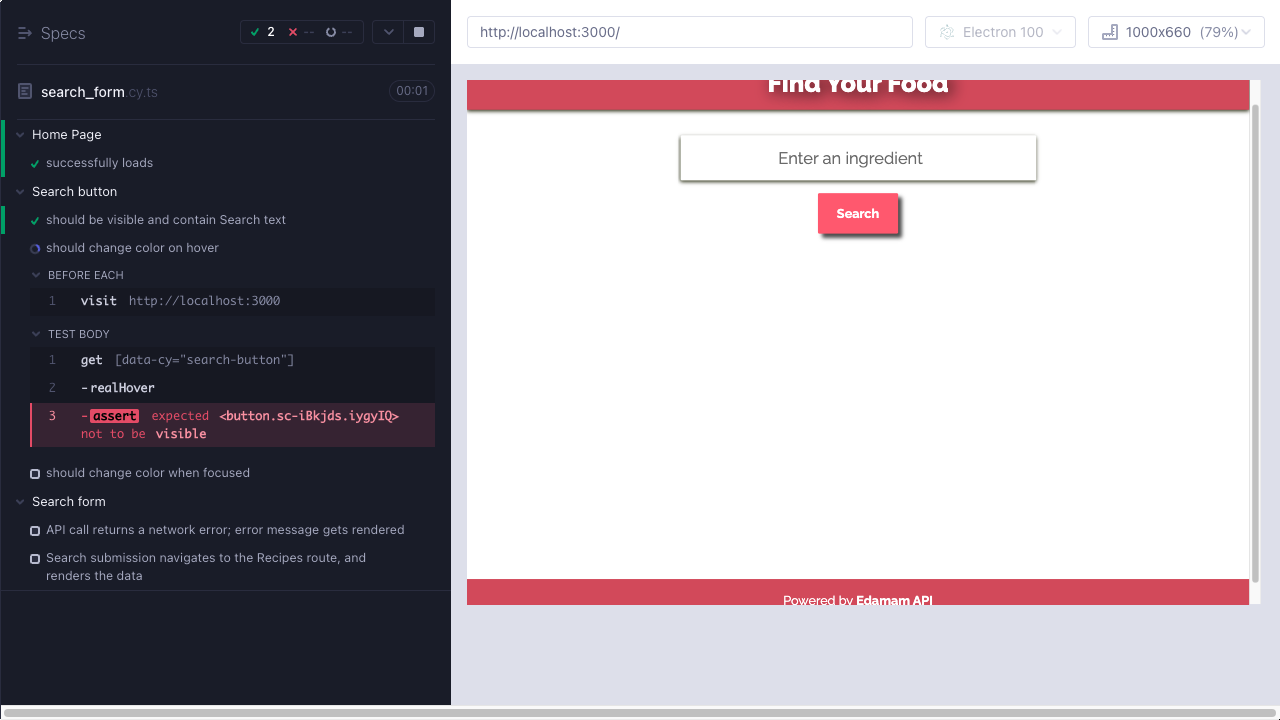 Specs
2
--
--
search_form.cy.ts
00:01
Home Page
successfully loads
Search button
should be visible and contain Search text
should change color on hover
BEFORE EACH
1 visit http://localhost:3000
TEST BODY
1 get [data-cy="search-button"]
2 -realHover
3 -assert expected <button.sc-iBkjds.iygyIQ>
not to be visible
should change color when focused
Search form
API call returns a network error; error message gets rendered
Search submission navigates to the Recipes route, and
renders the data
http://localhost:3000/
Electron 100
1000x660 (79%)
Find Your Food
Enter an ingredient
Search
Powered by Edamam API